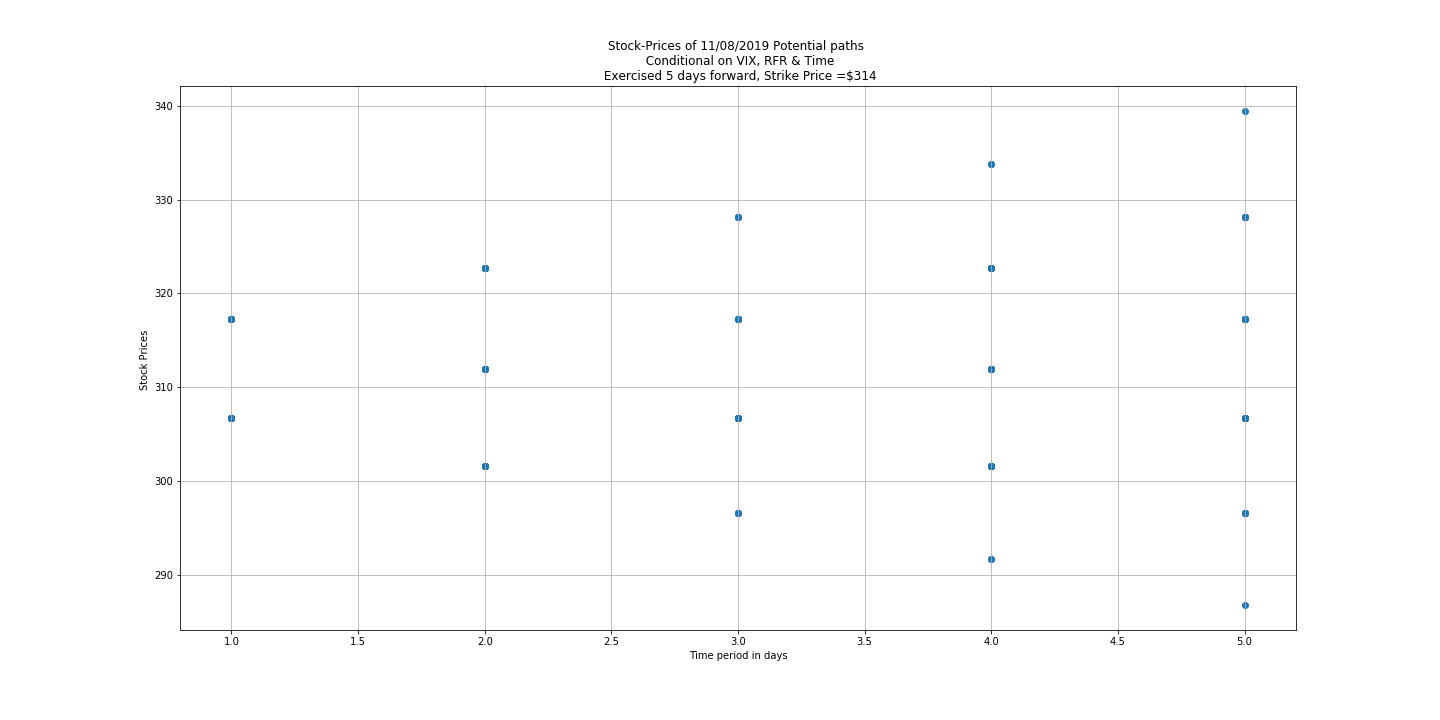 Stock-Prices of 11/08/2019 Potential paths
Conditional on VIX, RFR & Time
Exercised 5 days forward, Strike Price =$314
340
330
320
310
300
290
Stock Prices
1.0 1.5 2.0 2.5 3.0 3.5 4.0 4.5 5.0
Time period in days